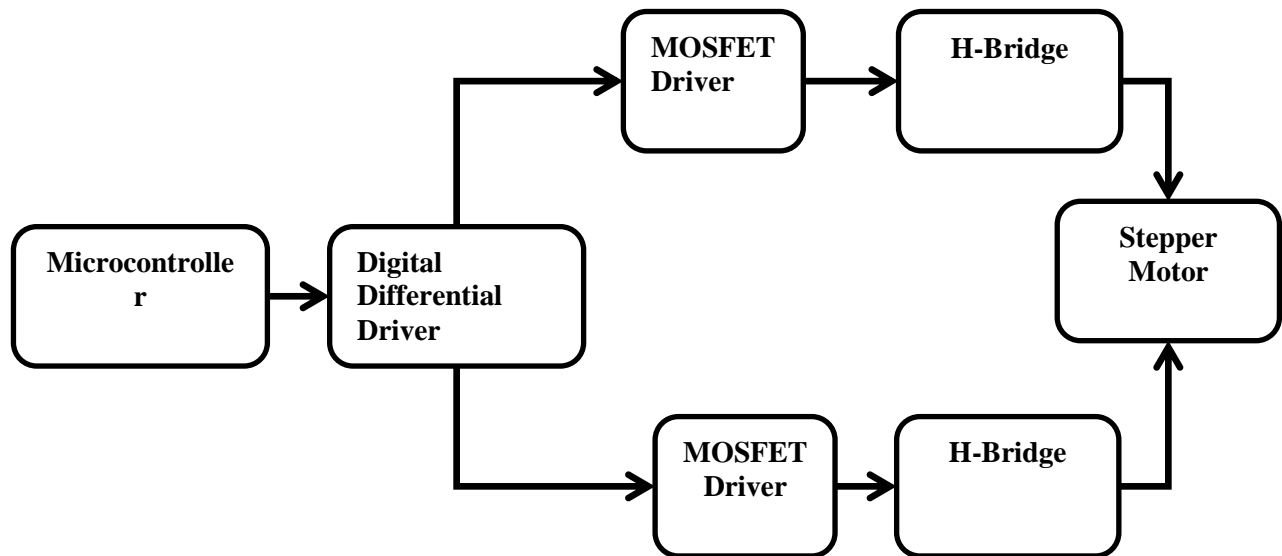 MOSFET
Driver
H-Bridge
Microcontrolle
r
Digital
Differential
Driver
Stepper
Motor
MOSFET
Driver
H-Bridge